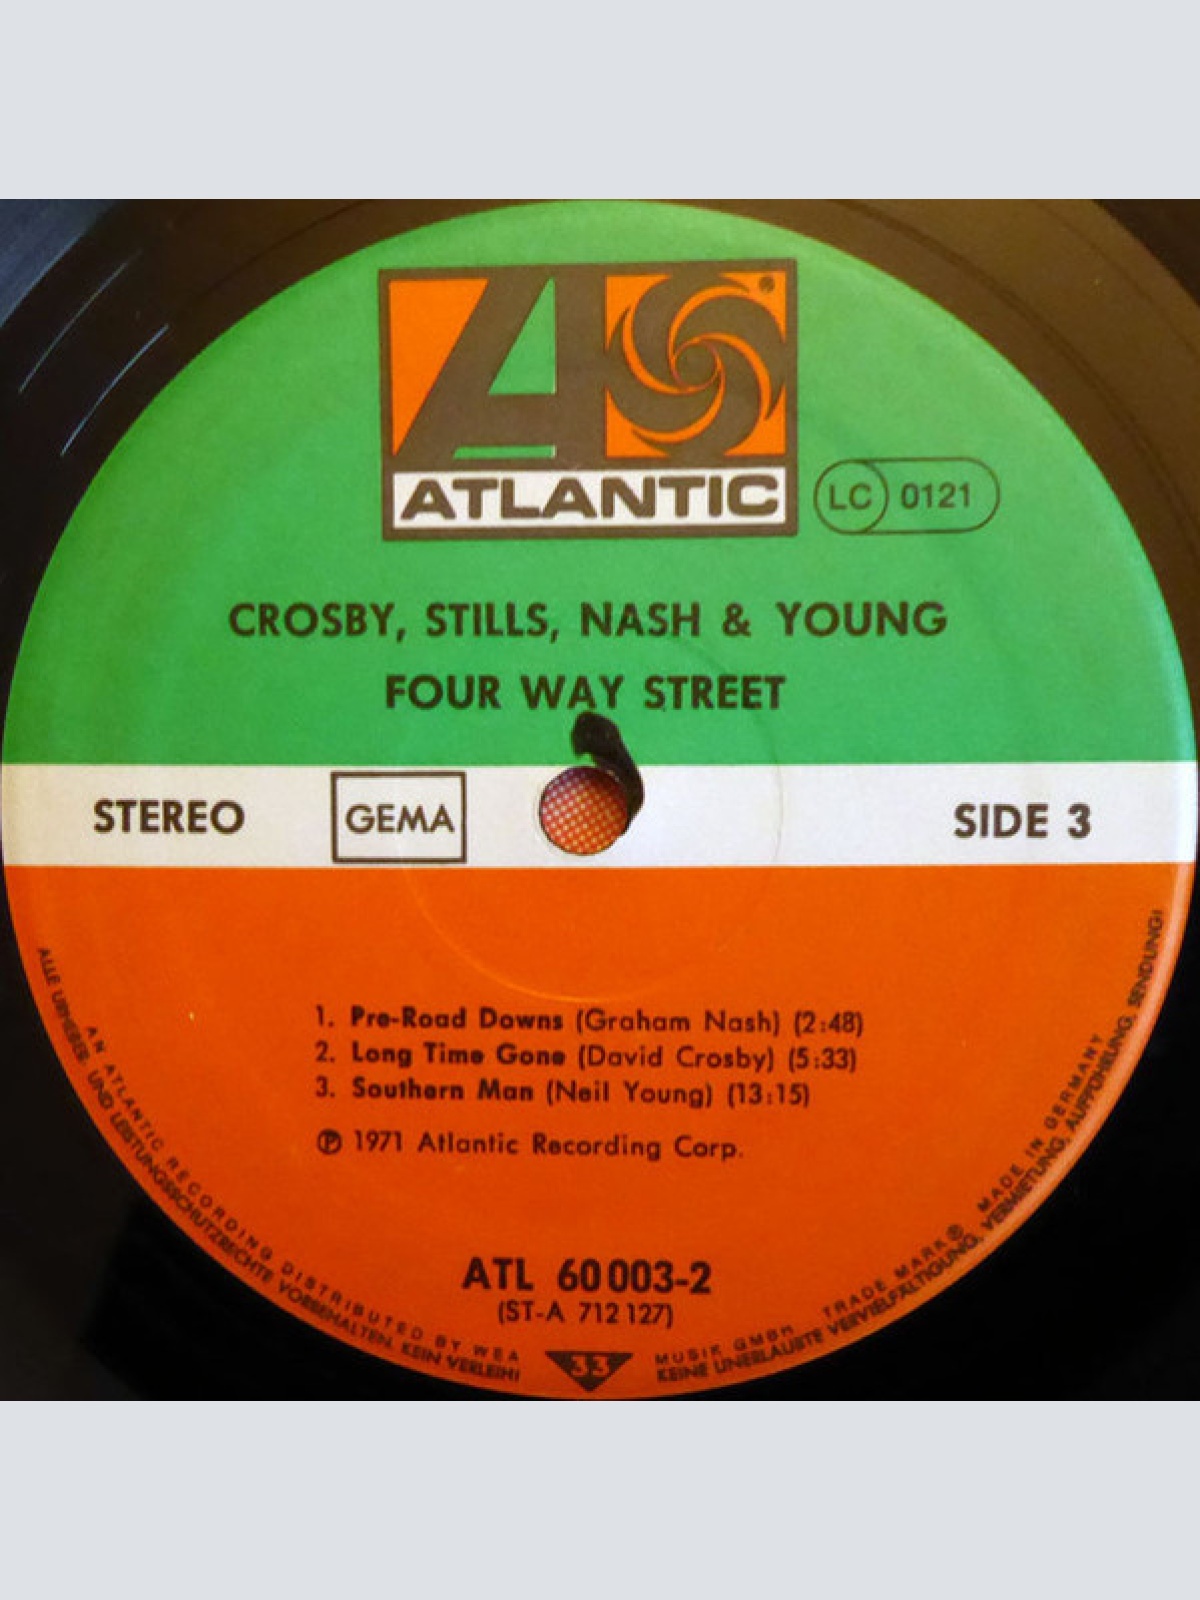 ®
ATLANTIC
LC 0121
CROSBY, STILLS, NASH & YOUNG
FOUR WAY STREET
STEREO
GEMA
SIDE 3
1. Pre-Road Downs (Graham Nash) (2:48)
2. Long Time Gone (David Crosby) (5:33)
3. Southern Man (Neil Young) (13:15)
℗ 1971 Atlantic Recording Corp.
ATL 60 003-2
(ST-A 712 127)
33
AN ATLANTIC RECORDING DISTRIBUTED BY WEA MUSIK GMBH TRADE MARK® MADE IN GERMANY
ALLE URHEBER- UND LEISTUNGSSCHUTZRECHTE VORBEHALTEN. KEIN VERLEIH! KEINE UNERLAUBTE VERVIELFÄLTIGUNG, VERMIETUNG, AUFFÜHRUNG, SENDUNG!